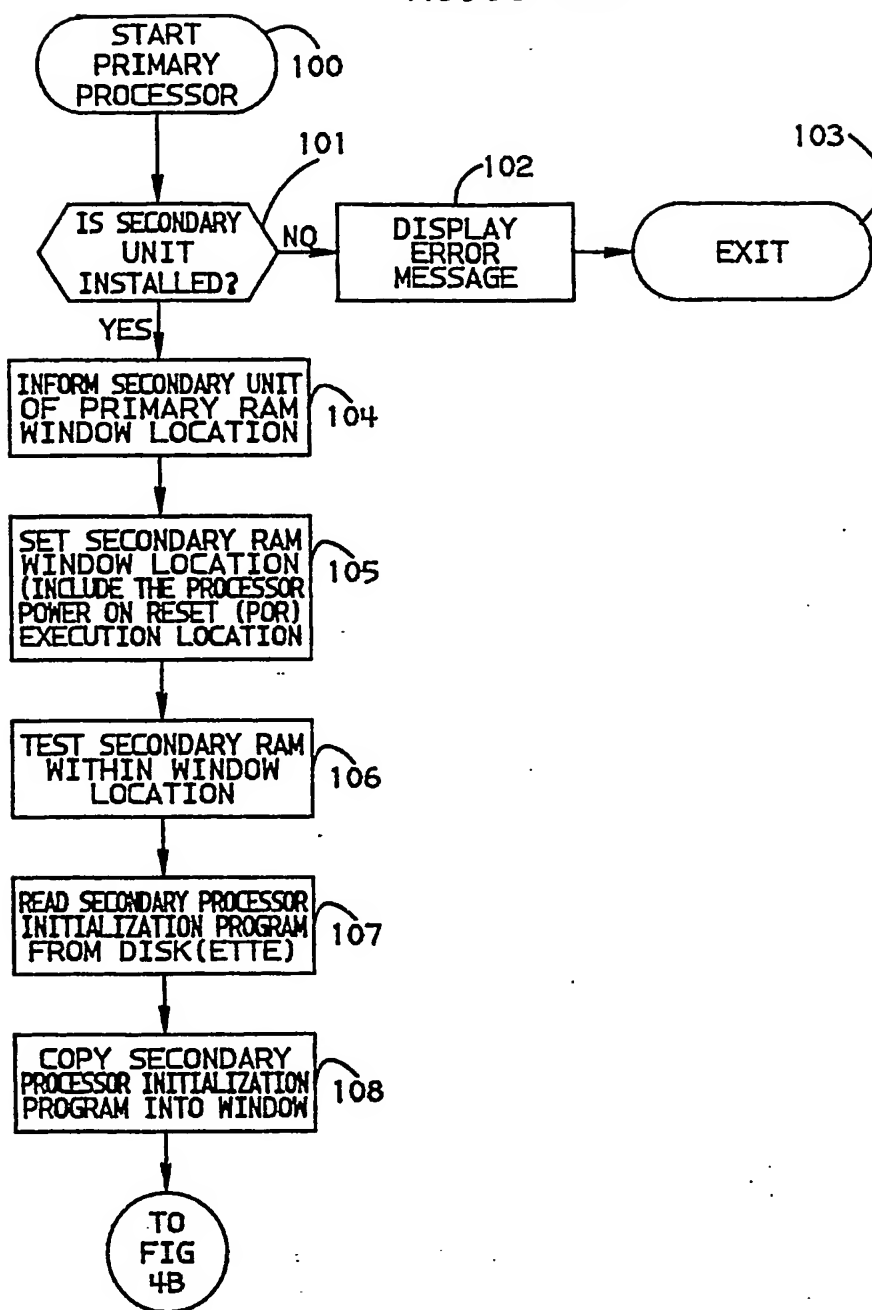 START
PRIMARY
PROCESSOR
100
101
IS SECONDARY
UNIT
INSTALLED?
NO
102
DISPLAY
ERROR
MESSAGE
103
EXIT
YES
INFORM SECONDARY UNIT
OF PRIMARY RAM
WINDOW LOCATION
104
SET SECONDARY RAM
WINDOW LOCATION
(INCLUDE THE PROCESSOR
POWER ON RESET (POR)
EXECUTION LOCATION
105
TEST SECONDARY RAM
WITHIN WINDOW
LOCATION
106
READ SECONDARY PROCESSOR
INITIALIZATION PROGRAM
FROM DISK(ETTE)
107
COPY SECONDARY
PROCESSOR INITIALIZATION
PROGRAM INTO WINDOW
108
TO
FIG
4B